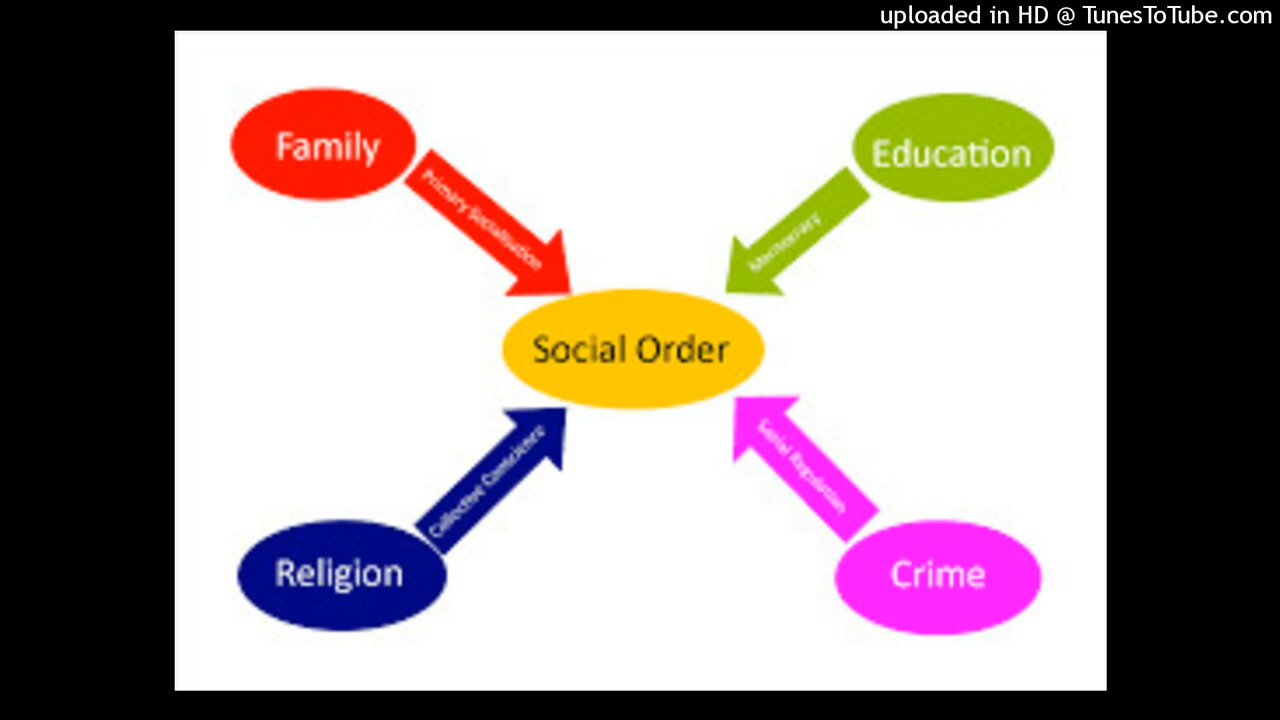 uploaded in HD @ TunesToTube.com
Family
Education
Primary Socialisation
Meritocracy
Social Order
Collective Conscience
Social Regulation
Religion
Crime